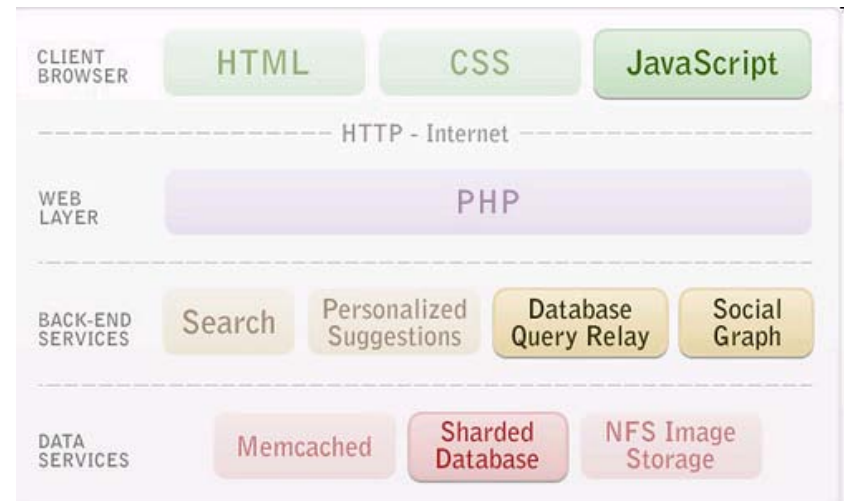 CLIENT
BROWSER
HTML
CSS
JavaScript
HTTP - Internet
WEB
LAYER
PHP
BACK-END
SERVICES
Search
Personalized
Suggestions
Database
Query Relay
Social
Graph
DATA
SERVICES
Memcached
Sharded
Database
NFS Image
Storage